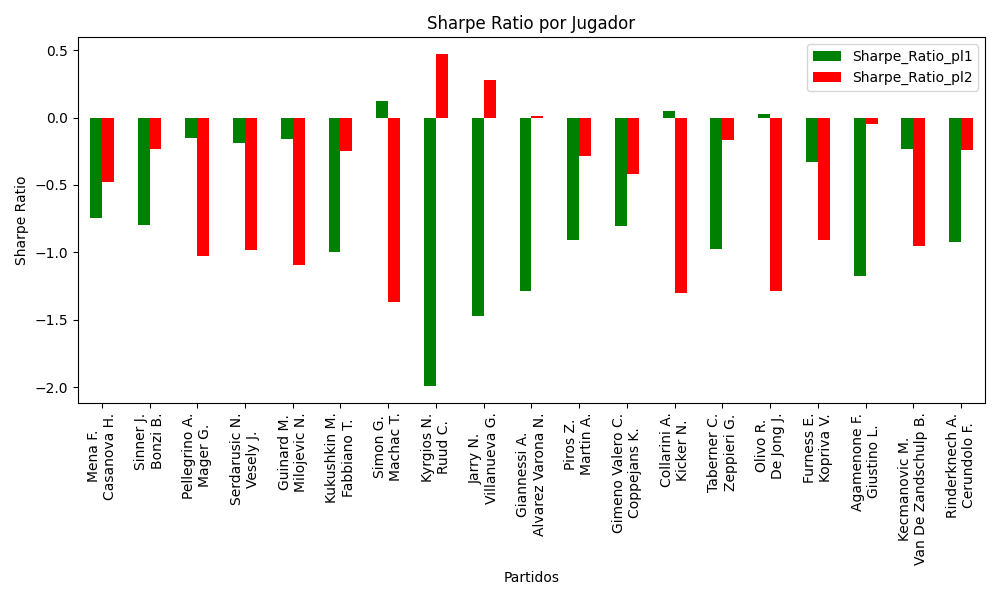 Sharpe Ratio por Jugador
Sharpe_Ratio_pl1
Sharpe_Ratio_pl2
Sharpe Ratio
0.5
0.0
−0.5
−1.0
−1.5
−2.0
Mena F.
Casanova H.
Sinner J.
Bonzi B.
Pellegrino A.
Mager G.
Serdarusic N.
Vesely J.
Guinard M.
Milojevic N.
Kukushkin M.
Fabbiano T.
Simon G.
Machac T.
Kyrgios N.
Ruud C.
Jarry N.
Villanueva G.
Giannessi A.
Alvarez Varona N.
Piros Z.
Martin A.
Gimeno Valero C.
Coppejans K.
Collarini A.
Kicker N.
Taberner C.
Zeppieri G.
Olivo R.
De Jong J.
Furness E.
Kopriva V.
Agamenone F.
Giustino L.
Kecmanovic M.
Van De Zandschulp B.
Rinderknech A.
Cerundolo F.
Partidos